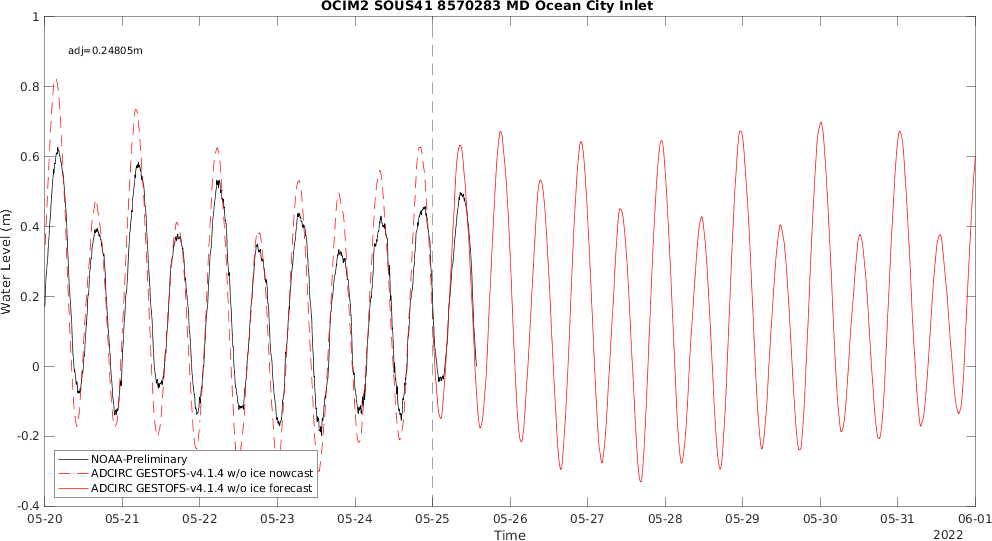 OCIM2 SOUS41 8570283 MD Ocean City Inlet
adj=0.24805m
1
0.8
0.6
0.4
0.2
0
-0.2
-0.4
Water Level (m)
NOAA-Preliminary
ADCIRC GESTOFS-v4.1.4 w/o ice nowcast
ADCIRC GESTOFS-v4.1.4 w/o ice forecast
05-20 05-21 05-22 05-23 05-24 05-25 05-26 05-27 05-28 05-29 05-30 05-31 06-01
Time
2022